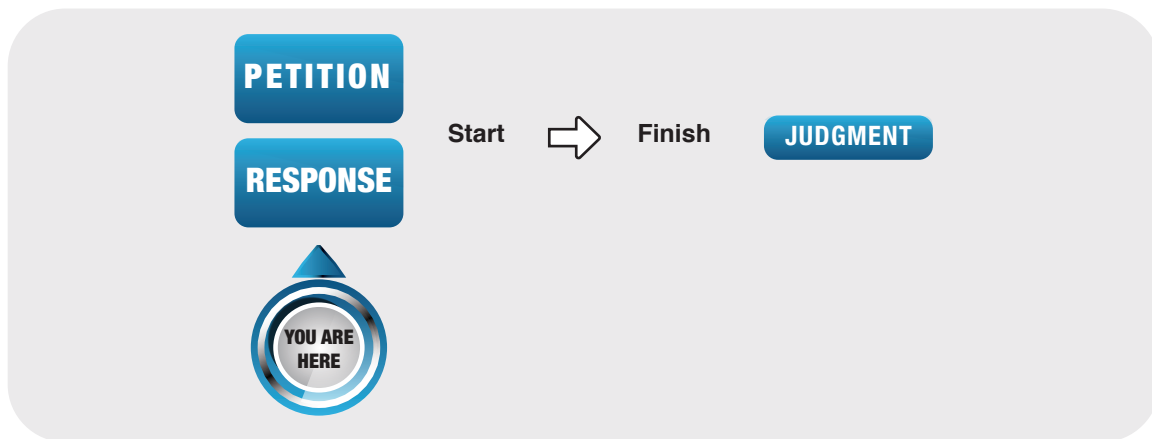 PETITION
Start Finish JUDGMENT
RESPONSE
YOU ARE
HERE